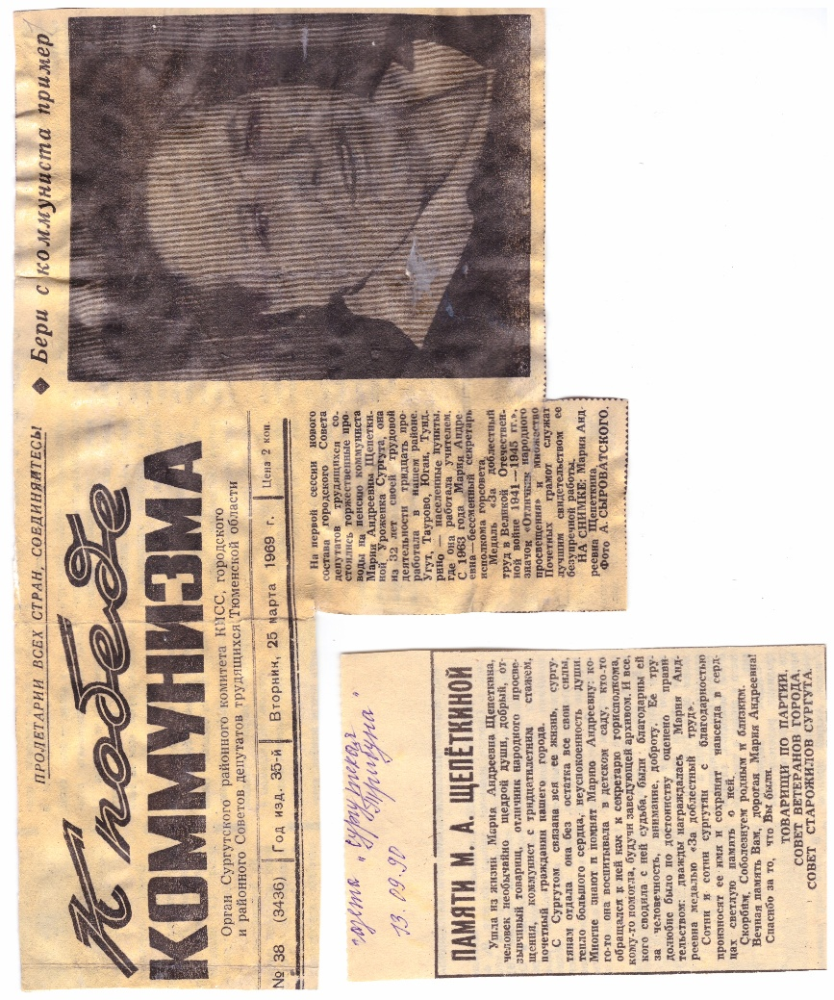 ПРОЛЕТАРИИ ВСЕХ СТРАН, СОЕДИНЯЙТЕСЬ!
К победе
КОММУНИЗМА
Орган Сургутского районного комитета КПСС, городского
и районного Советов депутатов трудящихся Тюменской области
№ 38 (3436) Год изд. 35-й Вторник, 25 марта 1969 г. Цена 2 коп.
◆ Бери с коммуниста пример
На первой сессии нового
состава городского Совета
депутатов трудящихся со-
стоялись торжественные про-
воды на пенсию коммуниста
Марии Андреевны Щепетки-
ной. Уроженка Сургута, она
из 32 лет своей трудовой
деятельности тридцать про-
работала в нашем районе.
Угут, Таурово, Юган, Тунд-
рино — населенные пункты,
где она работала учителем.
С 1963 года Мария Андре-
евна—бессменный секретарь
исполкома горсовета.
Медаль «За доблестный
труд в Великой Отечествен-
ной войне 1941—1945 гг.»,
значок «Отличник народного
просвещения» и множество
Почетных грамот служат
лучшим свидетельством ее
безупречной работы.
НА СНИМКЕ: Мария Анд-
реевна Щепеткина.
Фото А. СЫРОВАТСКОГО.
газета „Сургутская
Трибуна"
13 09.90
ПАМЯТИ М. А. ЩЕПЁТКИНОЙ
Ушла из жизни Мария Андреевна Щепеткина,
человек необычайно щедрой души, добрый, от-
зывчивый товарищ, отличник народного просве-
щения, коммунист с тридцатилетним стажем,
почетный гражданин нашего города.
С Сургутом связана вся ее жизнь, сургу-
тянам отдала она без остатка все свои силы,
тепло большого сердца, неуспокоенность души.
Многие знают и помнят Марию Андреевну: ко-
го-то она воспитывала в детском саду, кто-то
обращался к ней как к секретарю горисполкома,
кому-то помогла, будучи заведующей архивом. И все,
кого сводила с ней судьба, были благодарны ей
за человечность, внимание, доброту. Ее тру-
долюбие было по достоинству оценено прави-
тельством: дважды награждалась Мария Анд-
реевна медалью «За доблестный труд».
Сотни и сотни сургутян с благодарностью
произносят ее имя и сохранят навсегда в серд-
цах светлую память о ней.
Скорбим, Соболезнуем родным и близким.
Вечная память Вам, дорогая Мария Андреевна!
Спасибо за то, что Вы были.
ТОВАРИЩИ ПО ПАРТИИ,
СОВЕТ ВЕТЕРАНОВ ГОРОДА,
СОВЕТ СТАРОЖИЛОВ СУРГУТА.